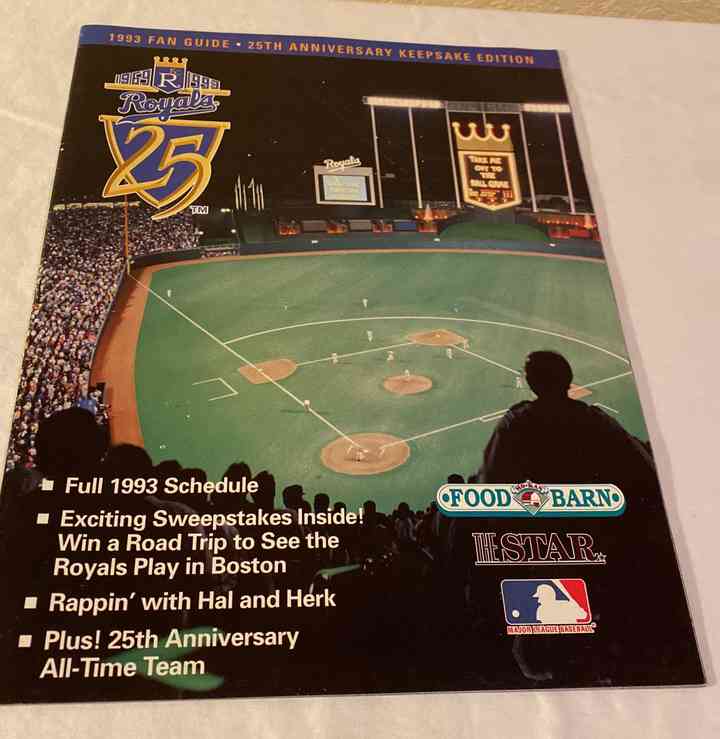 1993 FAN GUIDE • 25TH ANNIVERSARY KEEPSAKE EDITION
1969 R 1993
Royals
25
TM
Royals
TAKE ME
OUT TO
THE
BALL GAME
■ Full 1993 Schedule
■ Exciting Sweepstakes Inside!
Win a Road Trip to See the
Royals Play in Boston
■ Rappin' with Hal and Herk
■ Plus! 25th Anniversary
All-Time Team
•FOOD BARN•
THE STAR
MAJOR LEAGUE BASEBALL